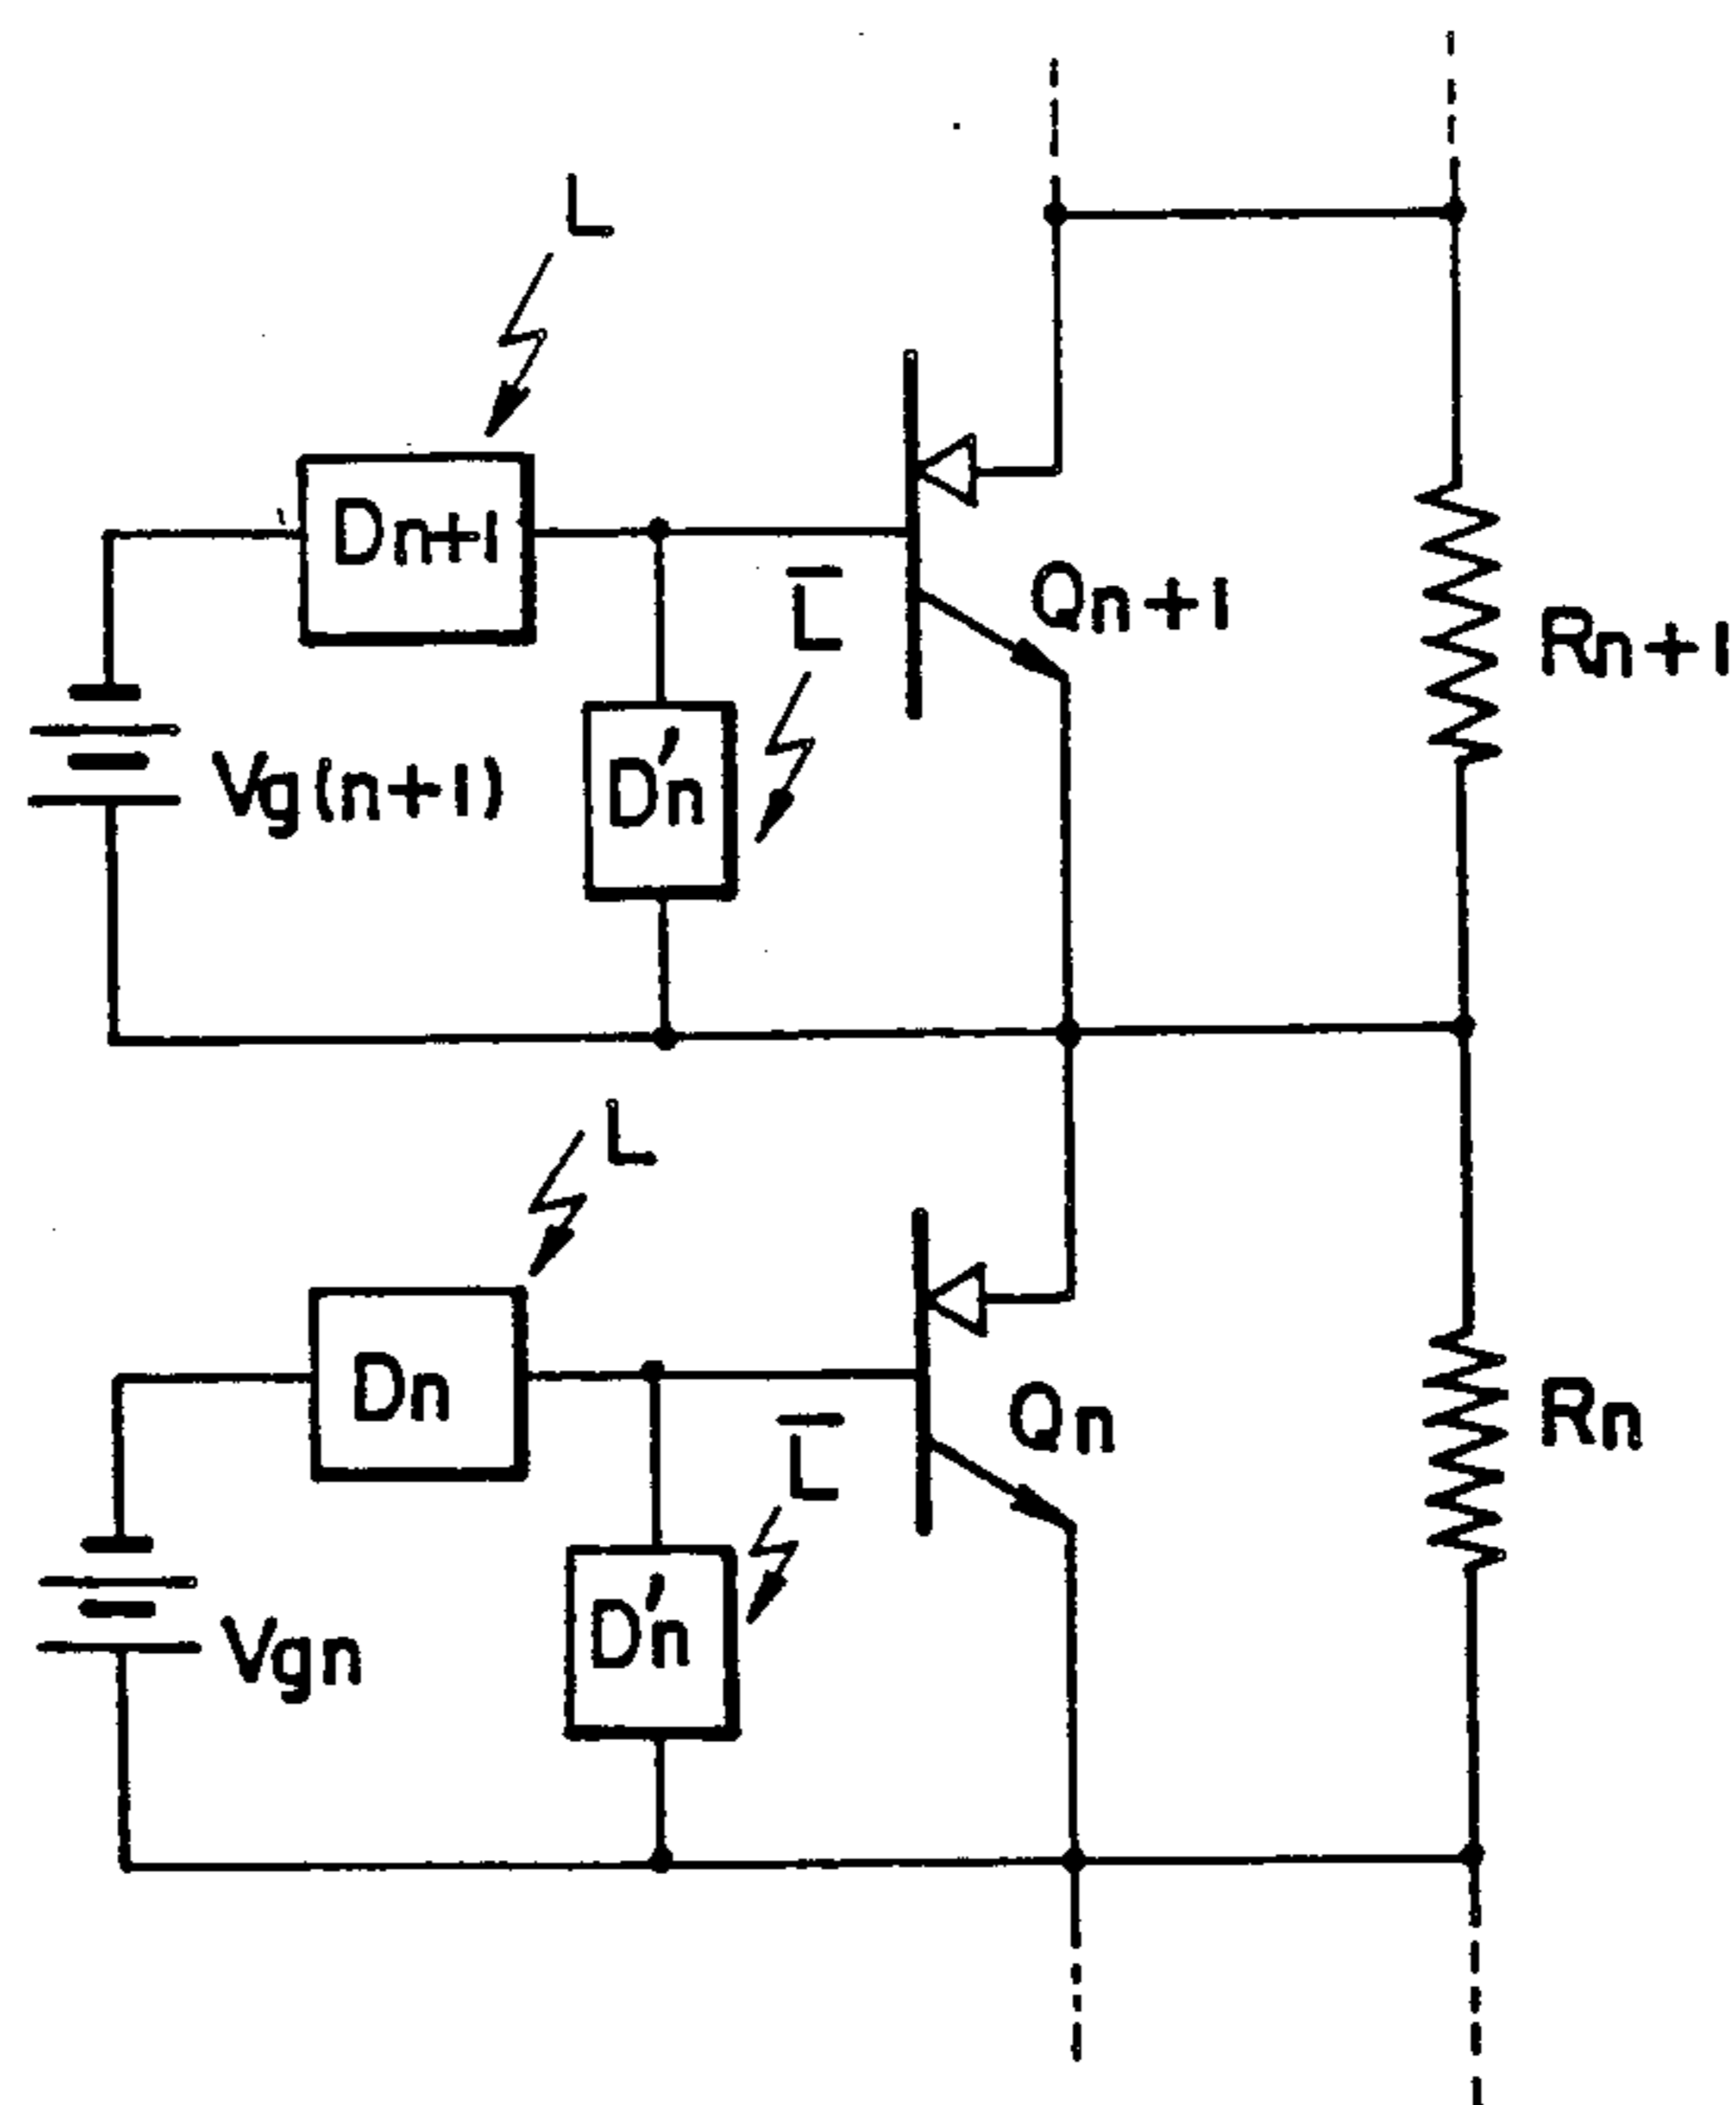 L
Dn+1
L̅
Qn+1
Rn+1
Vg(n+1)
D'n
L
Dn
L̅
Qn
Rn
Vgn
D'n